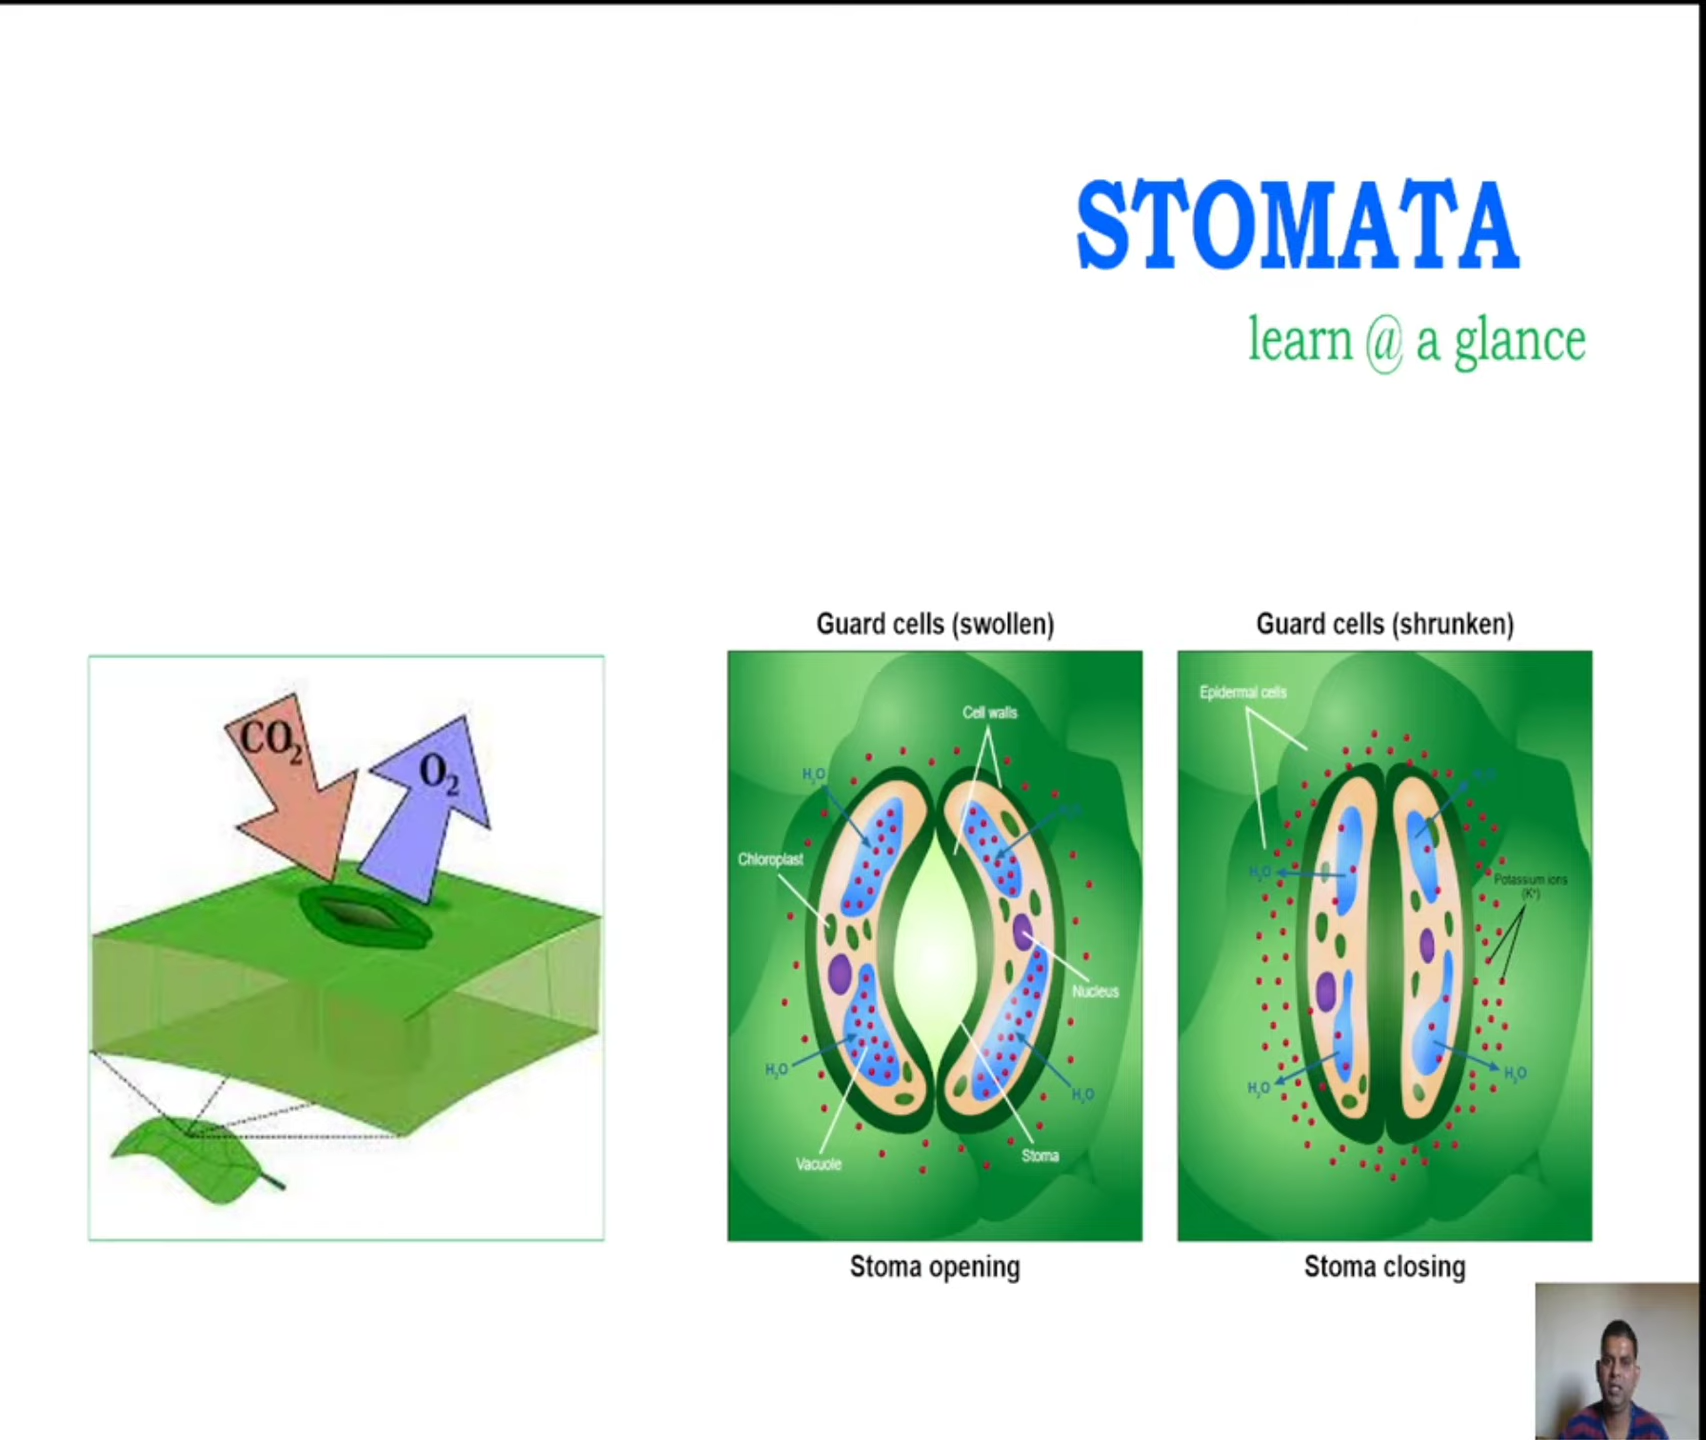 STOMATA
learn @ a glance
CO2
O2
Guard cells (swollen)
Cell walls
H2O
H2O
Chloroplast
Nucleus
H2O
H2O
Vacuole
Stoma
Stoma opening
Guard cells (shrunken)
Epidermal cells
H2O
H2O
Potassium ions
(K+)
H2O
H2O
Stoma closing